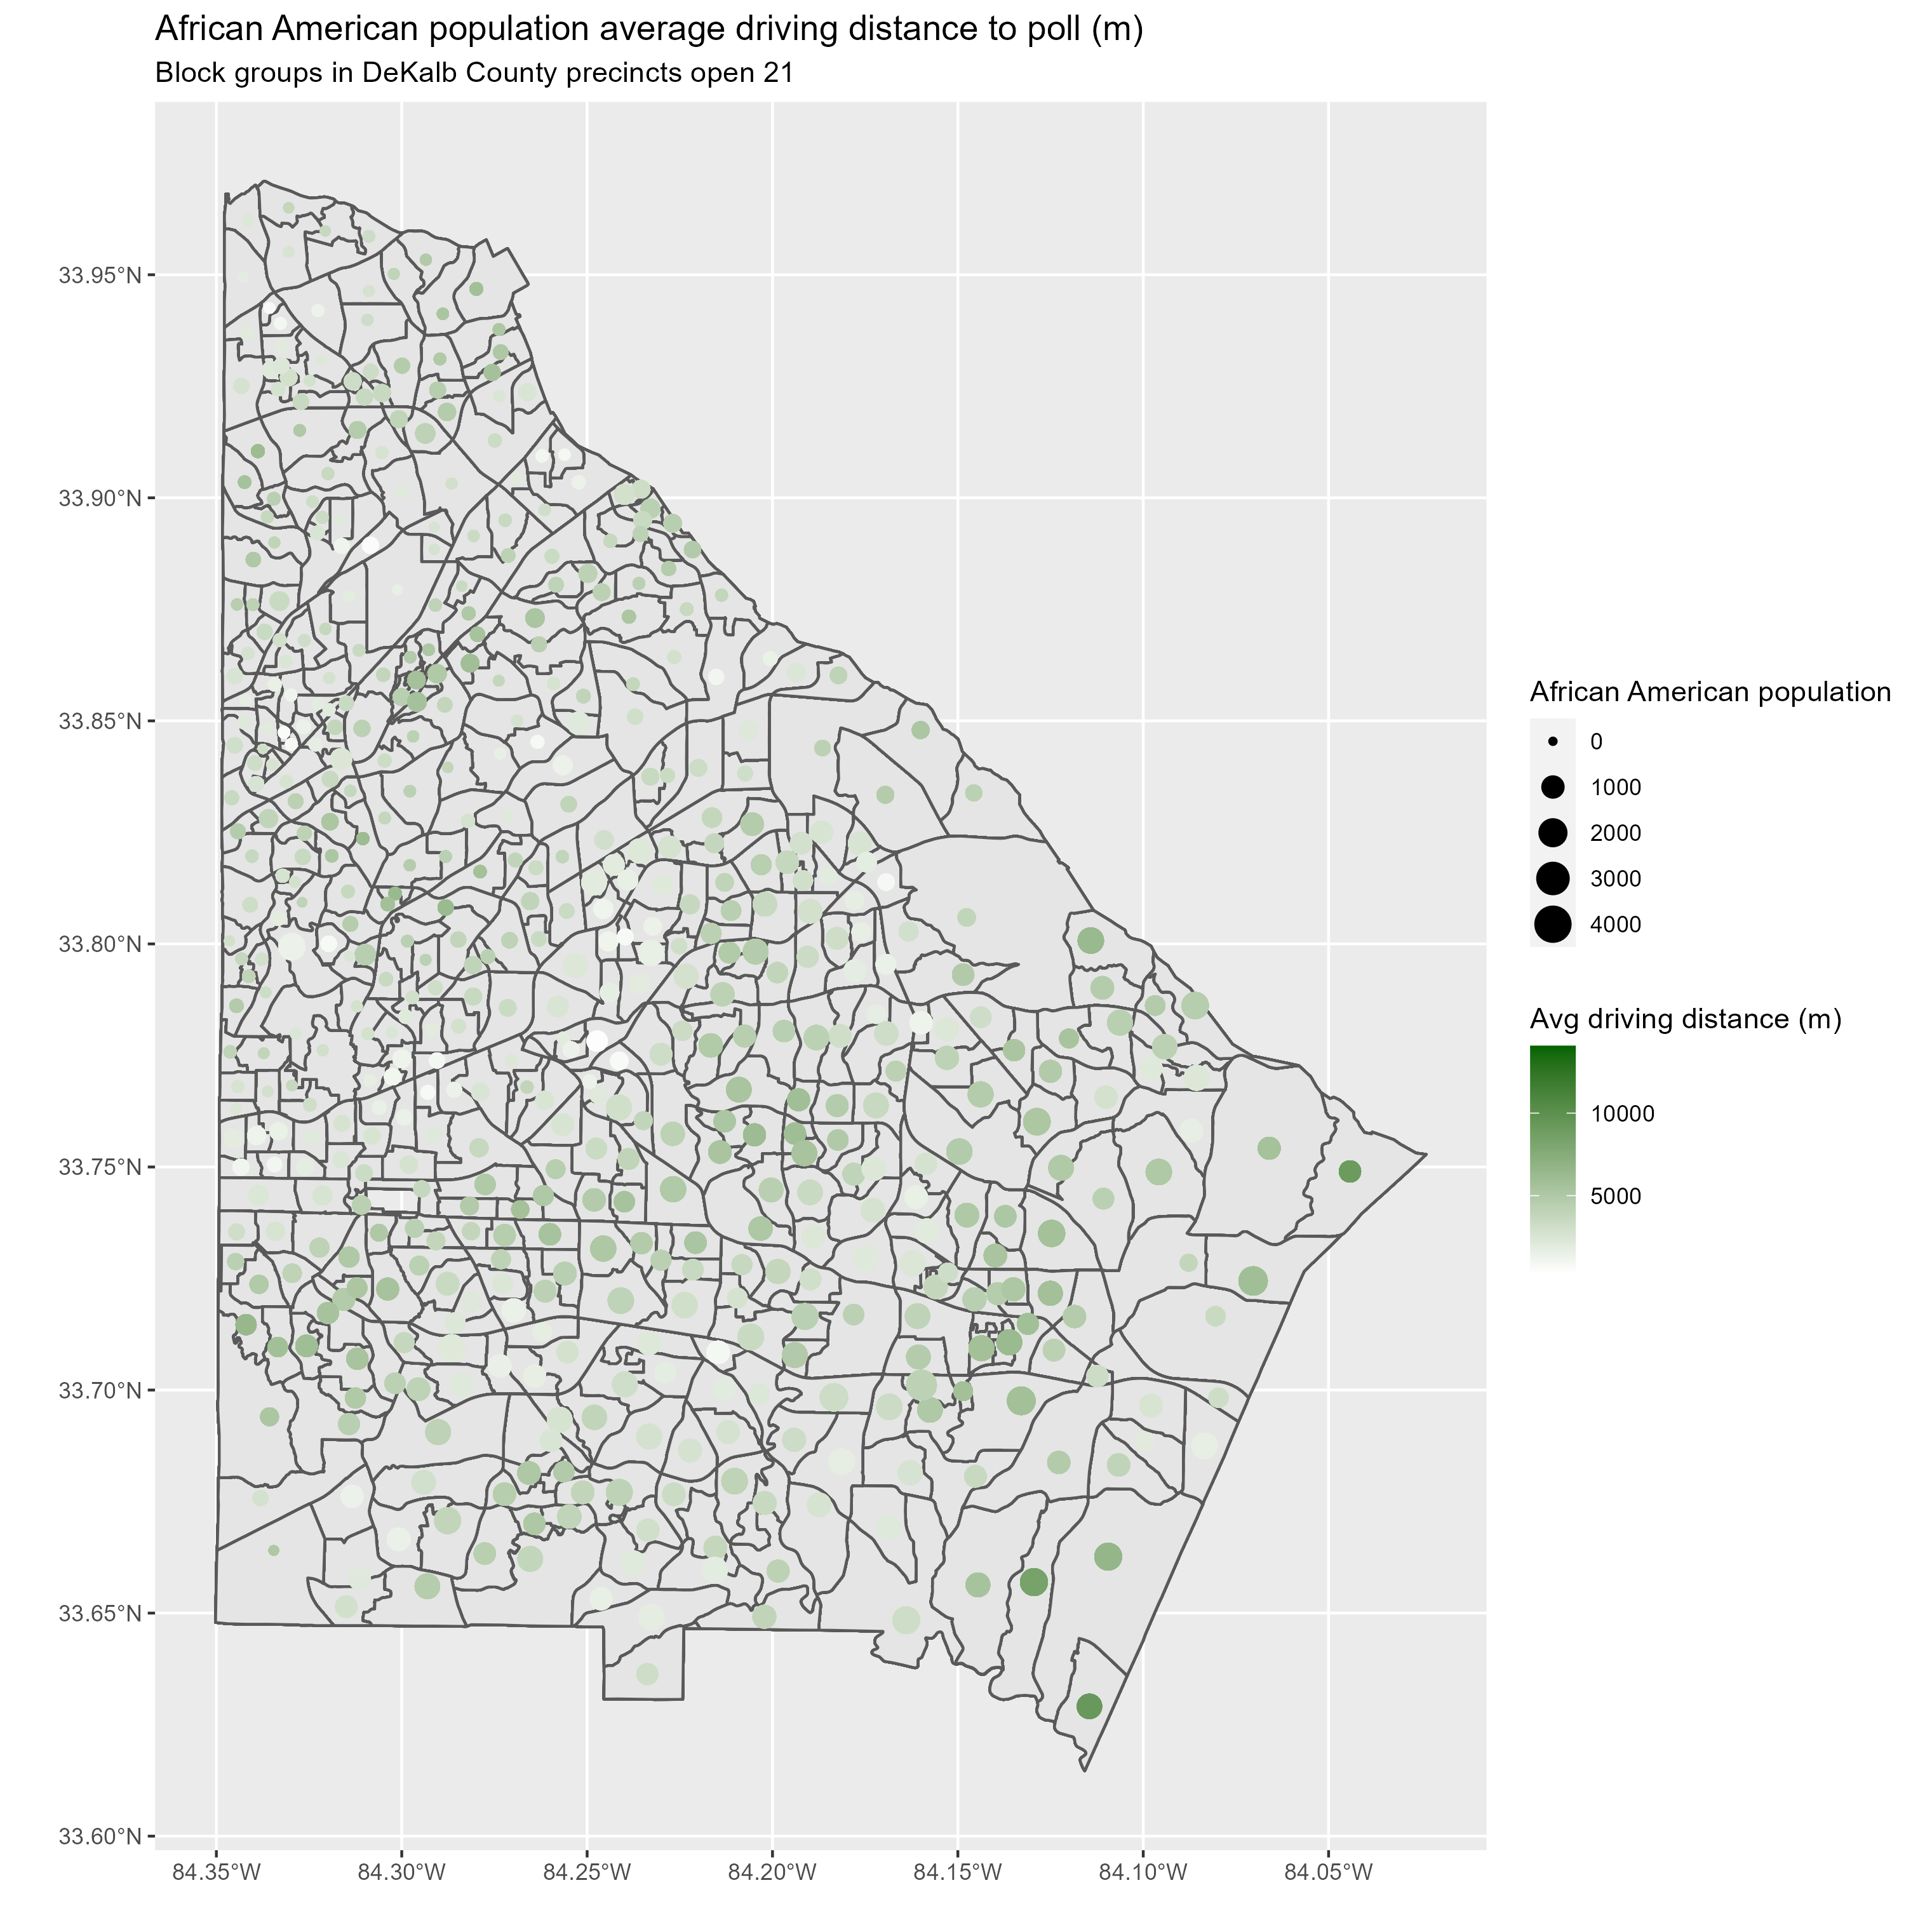 African American population average driving distance to poll (m)
Block groups in DeKalb County precincts open 21
33.95°N
33.90°N
33.85°N
33.80°N
33.75°N
33.70°N
33.65°N
33.60°N
84.35°W
84.30°W
84.25°W
84.20°W
84.15°W
84.10°W
84.05°W
African American population
0
1000
2000
3000
4000
Avg driving distance (m)
10000
5000